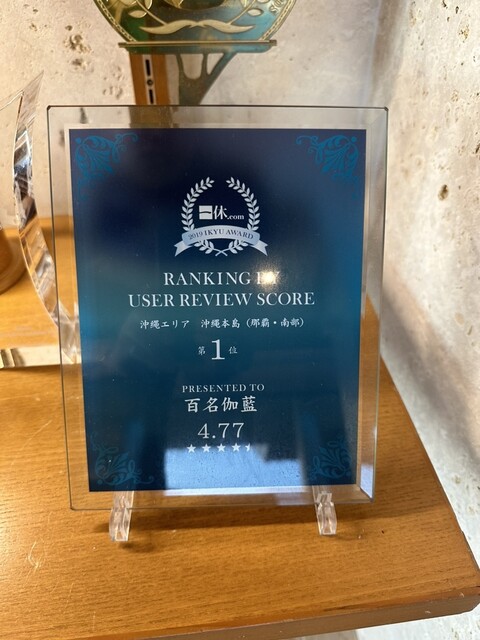 一休.com
2019 IKYU AWARD
RANKING BY
USER REVIEW SCORE
沖縄エリア 沖縄本島(那覇・南部)
第1位
PRESENTED TO
百名伽藍
4.77